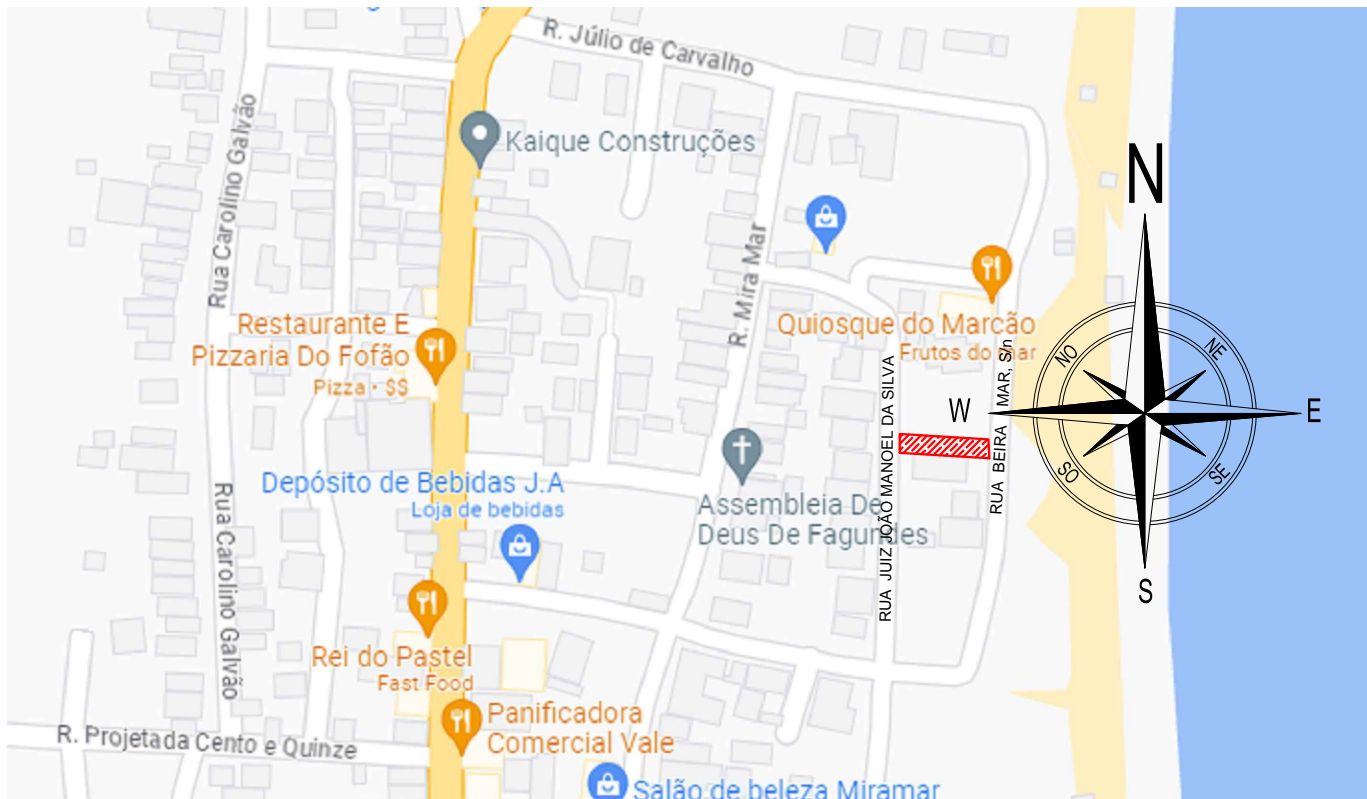 R. Júlio de Carvalho
Rua Carolino Galvão
Kaique Construções
N
R. Mira Mar
Restaurante E
Pizzaria Do Fofão
Pizza • $$
Quiosque do Marcão
Frutos do mar
RUA JUIZ JOÃO MANOEL DA SILVA
RUA BEIRA MAR, S/n
NO
NE
W
E
SO
SE
S
Depósito de Bebidas J.A
Loja de bebidas
Assembleia De
Deus De Fagundes
Rua Carolino Galvão
Rei do Pastel
Fast Food
Panificadora
Comercial Vale
R. Projetada Cento e Quinze
Salão de beleza Miramar